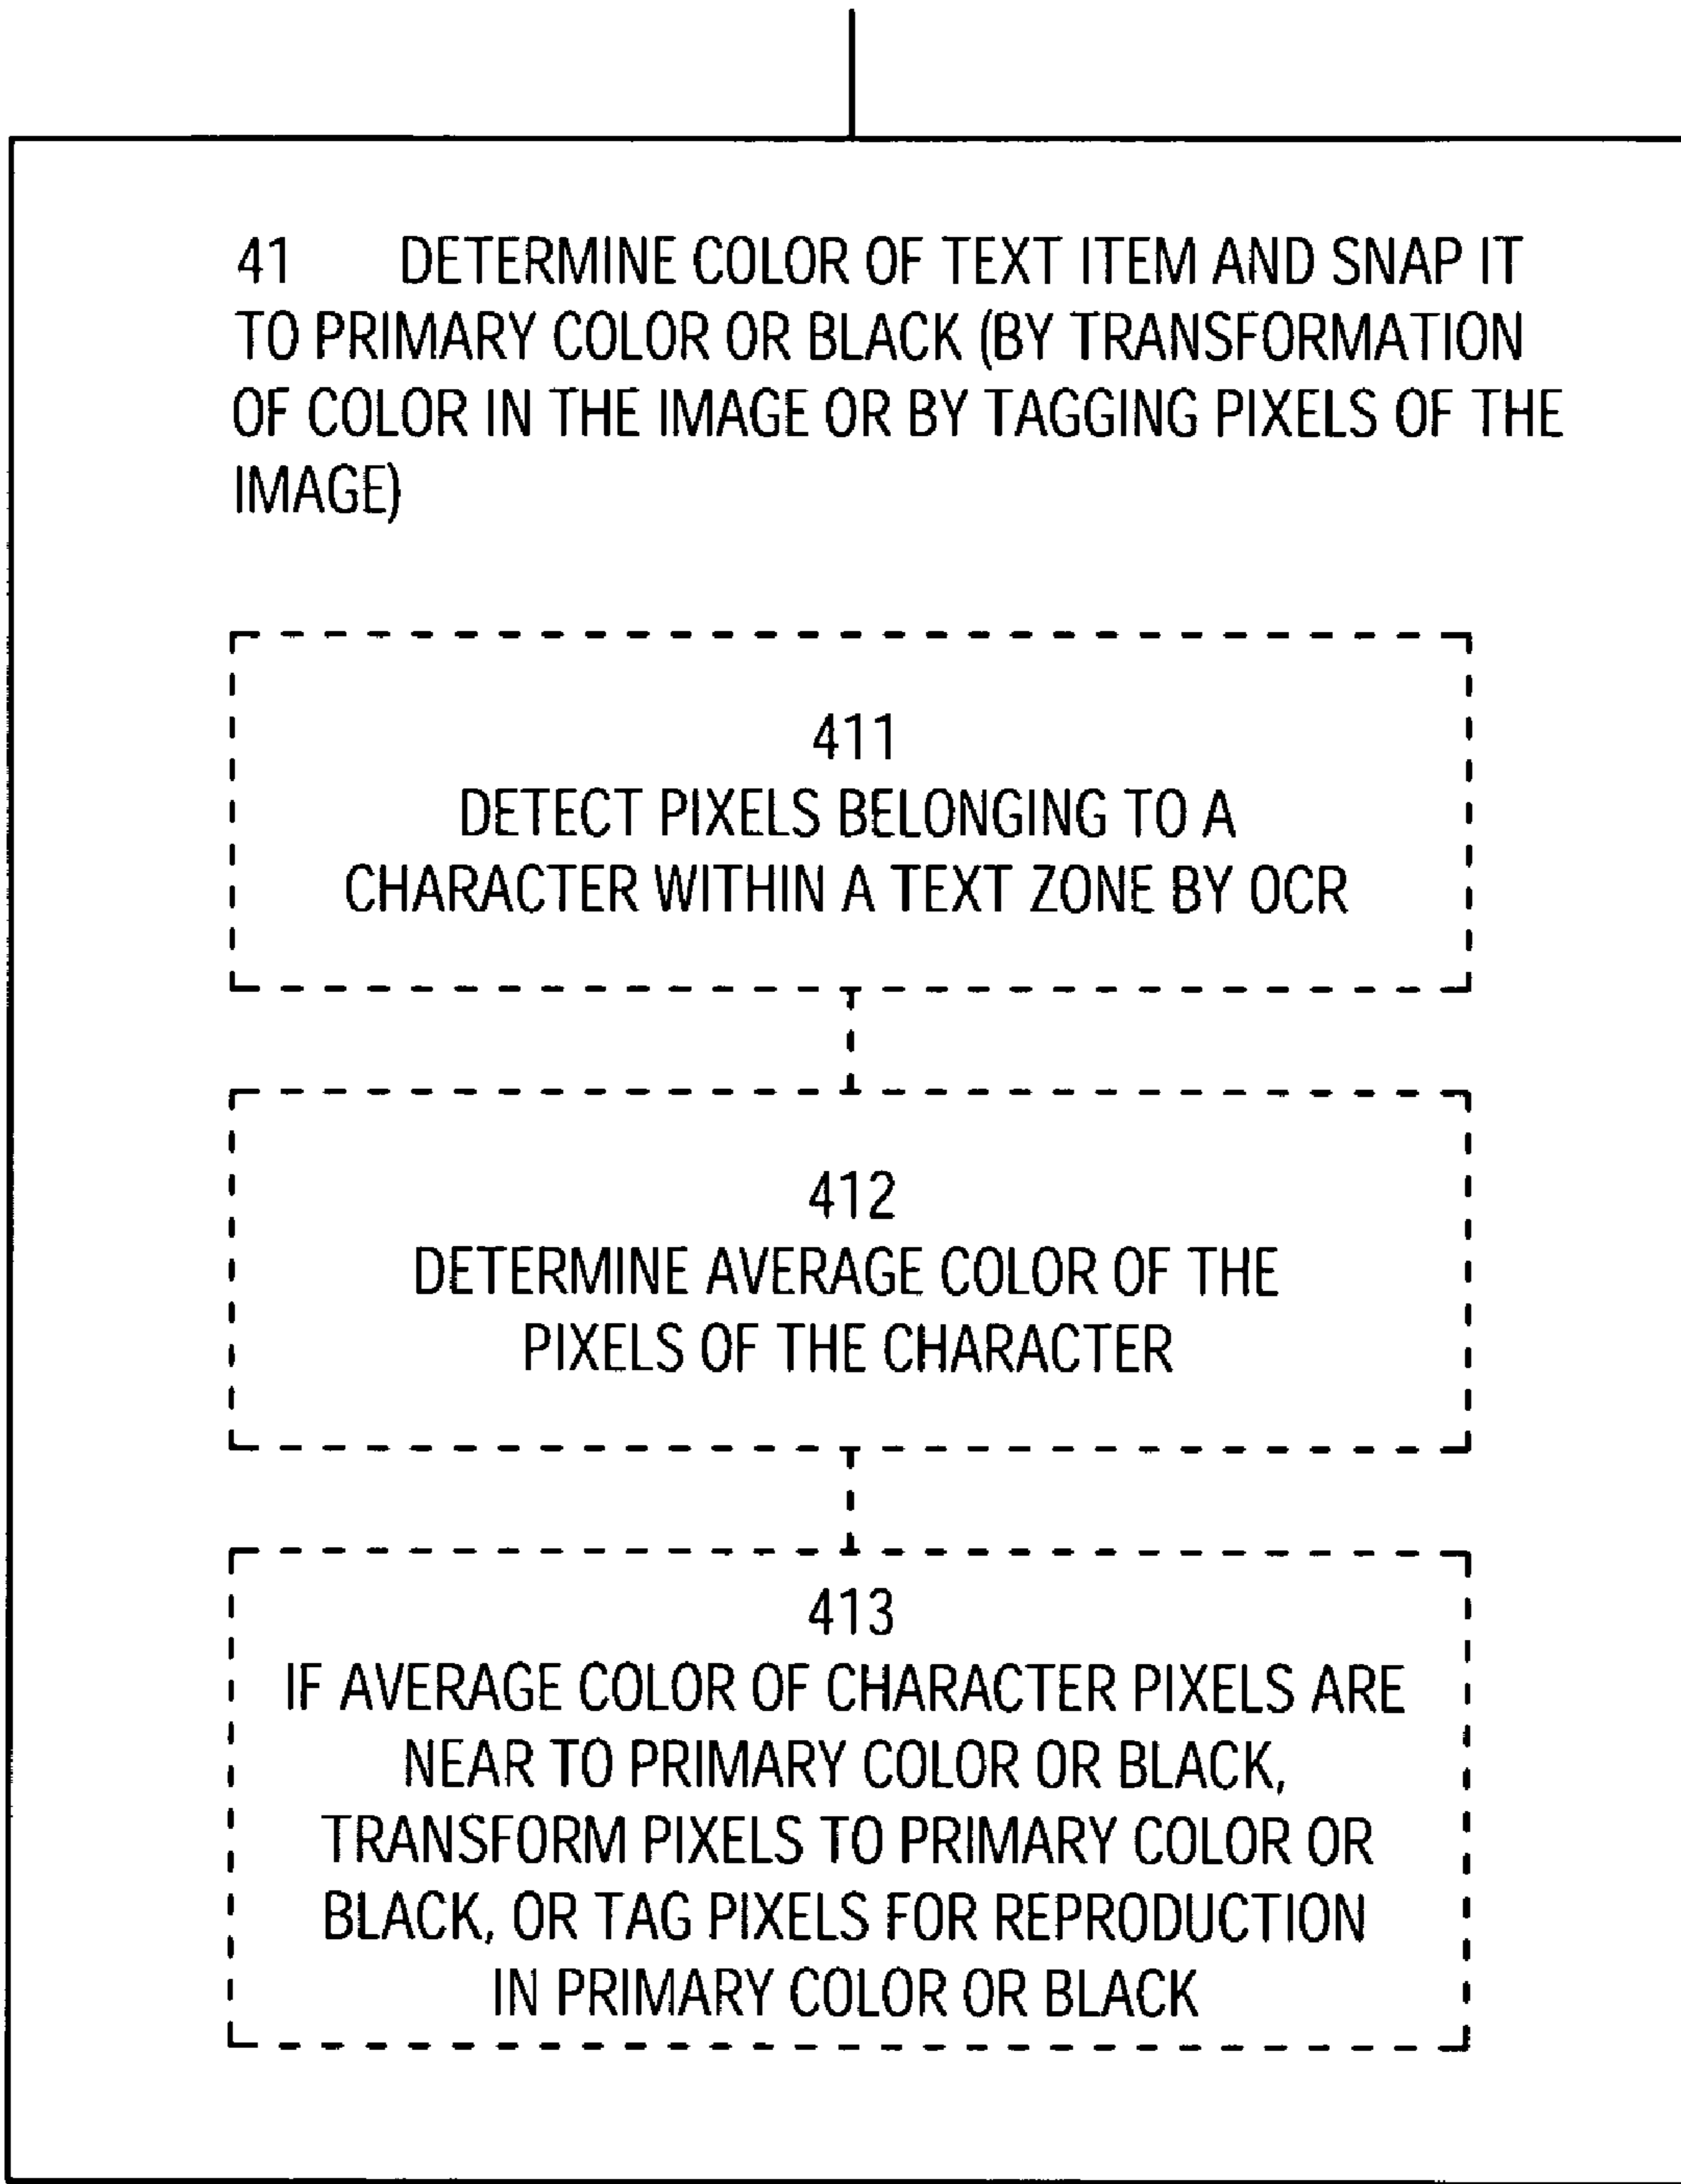 41 DETERMINE COLOR OF TEXT ITEM AND SNAP IT
TO PRIMARY COLOR OR BLACK (BY TRANSFORMATION
OF COLOR IN THE IMAGE OR BY TAGGING PIXELS OF THE
IMAGE)
411
DETECT PIXELS BELONGING TO A
CHARACTER WITHIN A TEXT ZONE BY OCR
412
DETERMINE AVERAGE COLOR OF THE
PIXELS OF THE CHARACTER
413
IF AVERAGE COLOR OF CHARACTER PIXELS ARE
NEAR TO PRIMARY COLOR OR BLACK,
TRANSFORM PIXELS TO PRIMARY COLOR OR
BLACK, OR TAG PIXELS FOR REPRODUCTION
IN PRIMARY COLOR OR BLACK